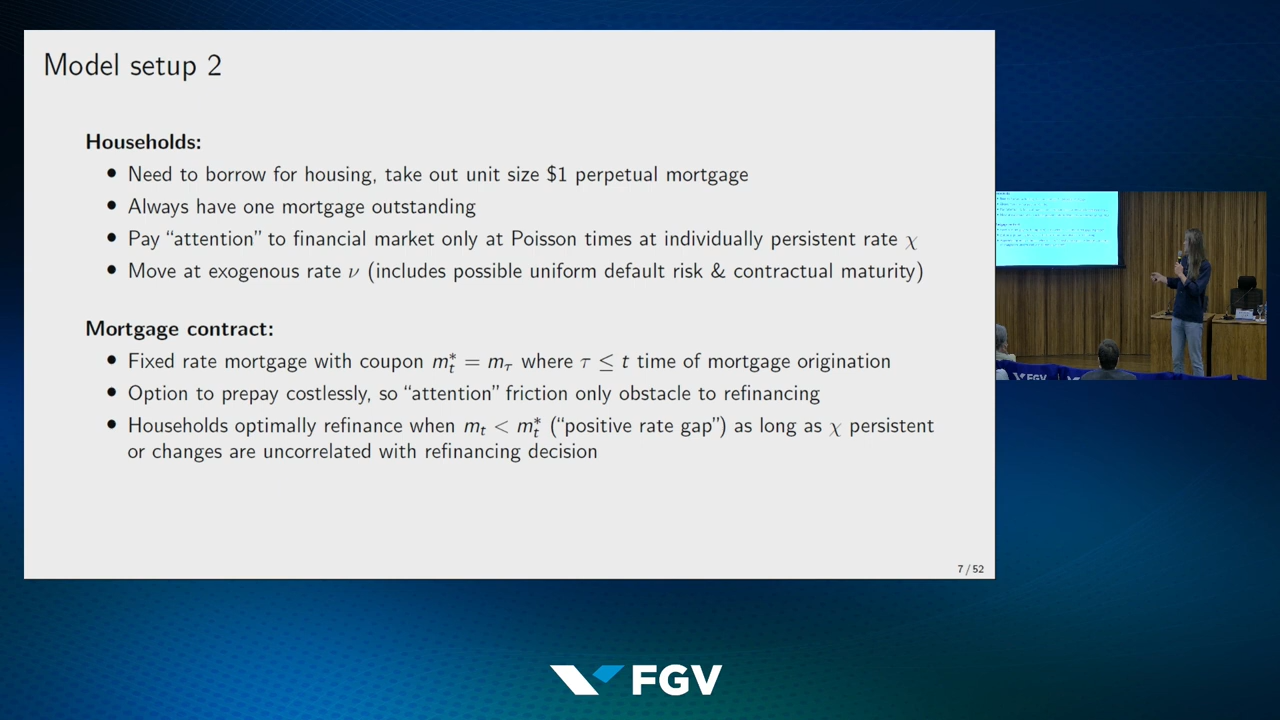 Model setup 2
Households:
• Need to borrow for housing, take out unit size $1 perpetual mortgage
• Always have one mortgage outstanding
• Pay “attention” to financial market only at Poisson times at individually persistent rate χ
• Move at exogenous rate ν (includes possible uniform default risk & contractual maturity)
Mortgage contract:
• Fixed rate mortgage with coupon m*_t = m_τ where τ ≤ t time of mortgage origination
• Option to prepay costlessly, so “attention” friction only obstacle to refinancing
• Households optimally refinance when m_t < m*_t (“positive rate gap”) as long as χ persistent
or changes are uncorrelated with refinancing decision
7 / 52
FGV
FGV